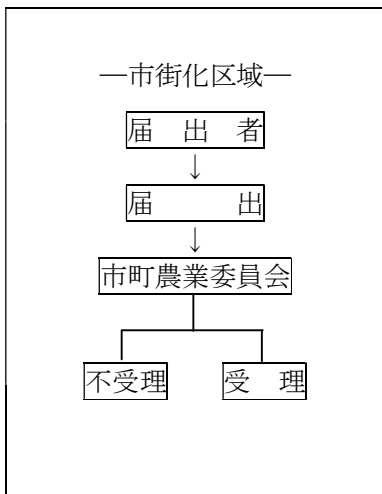 ―市街化区域―
届　出　者
↓
届　　　出
↓
市町農業委員会
不受理　受　理